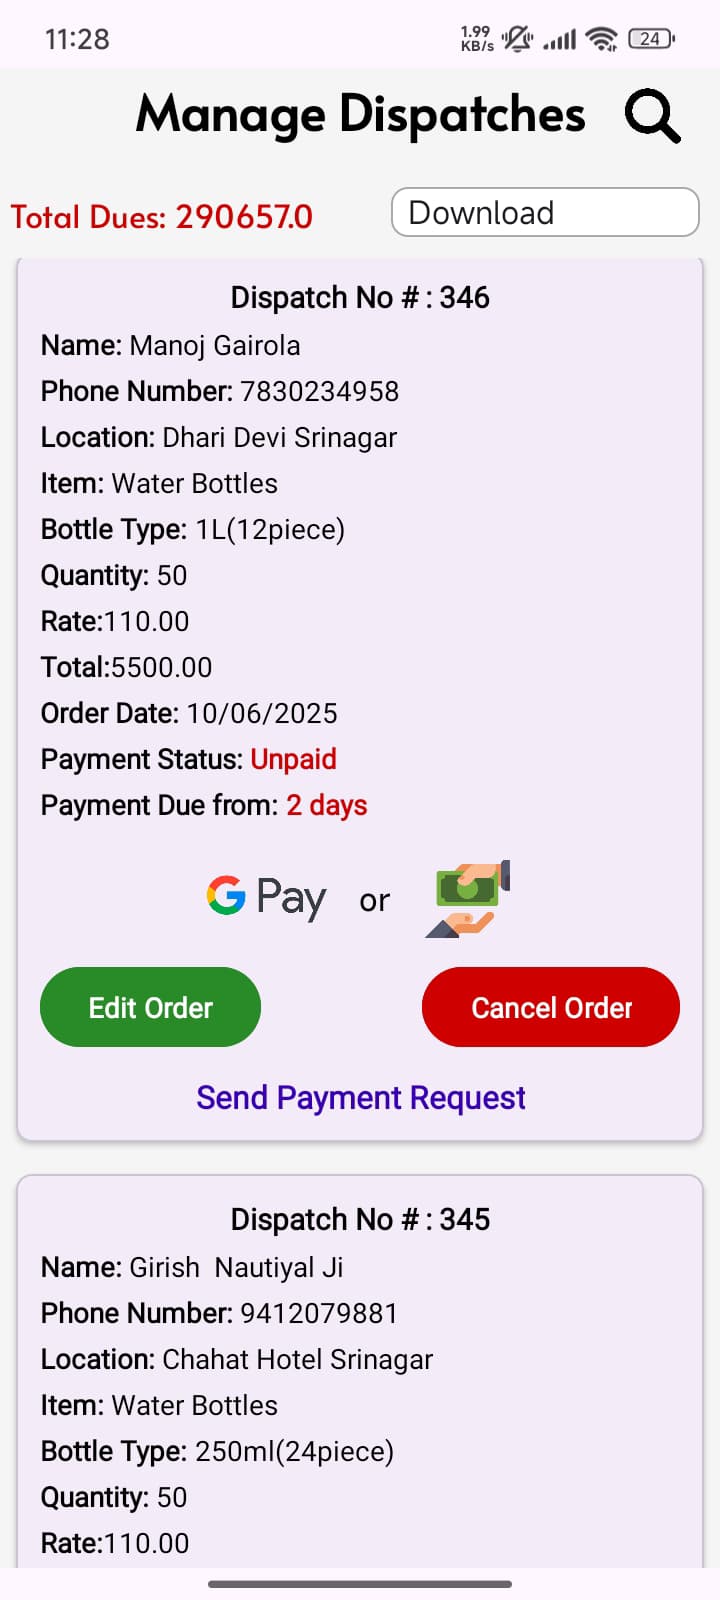 11:28
1.99
KB/s
24
Manage Dispatches
Total Dues: 290657.0
Download
Dispatch No # : 346
Name: Manoj Gairola
Phone Number: 7830234958
Location: Dhari Devi Srinagar
Item: Water Bottles
Bottle Type: 1L(12piece)
Quantity: 50
Rate:110.00
Total:5500.00
Order Date: 10/06/2025
Payment Status: Unpaid
Payment Due from: 2 days
G Pay or
Edit Order
Cancel Order
Send Payment Request
Dispatch No # : 345
Name: Girish  Nautiyal Ji
Phone Number: 9412079881
Location: Chahat Hotel Srinagar
Item: Water Bottles
Bottle Type: 250ml(24piece)
Quantity: 50
Rate:110.00